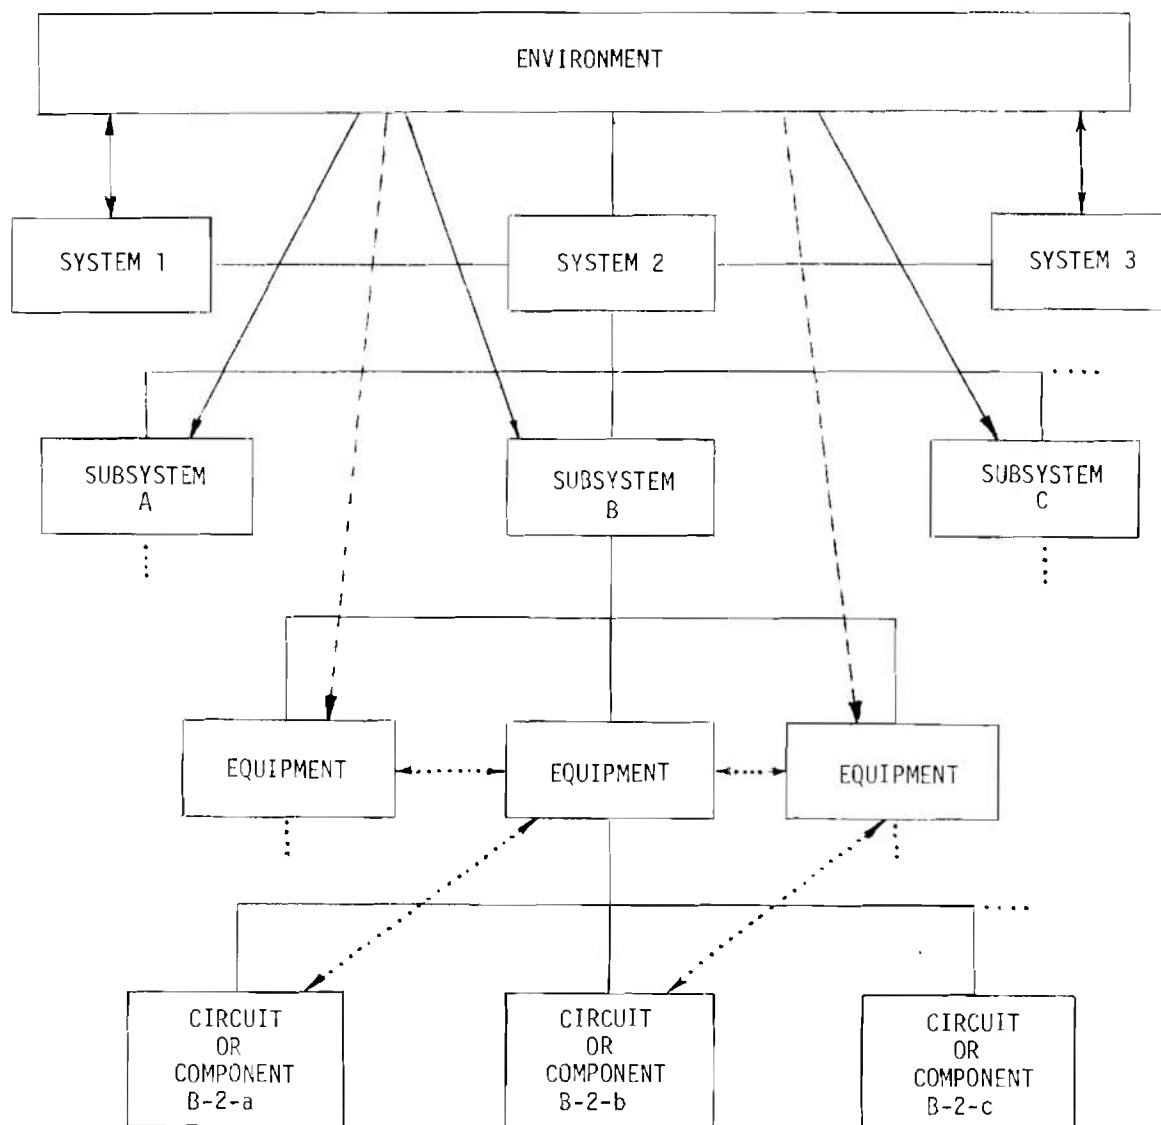 ENVIRONMENT
SYSTEM 1
SYSTEM 2
SYSTEM 3
SUBSYSTEM
A
SUBSYSTEM
B
SUBSYSTEM
C
EQUIPMENT
EQUIPMENT
EQUIPMENT
CIRCUIT
OR
COMPONENT
B-2-a
CIRCUIT
OR
COMPONENT
B-2-b
CIRCUIT
OR
COMPONENT
B-2-c